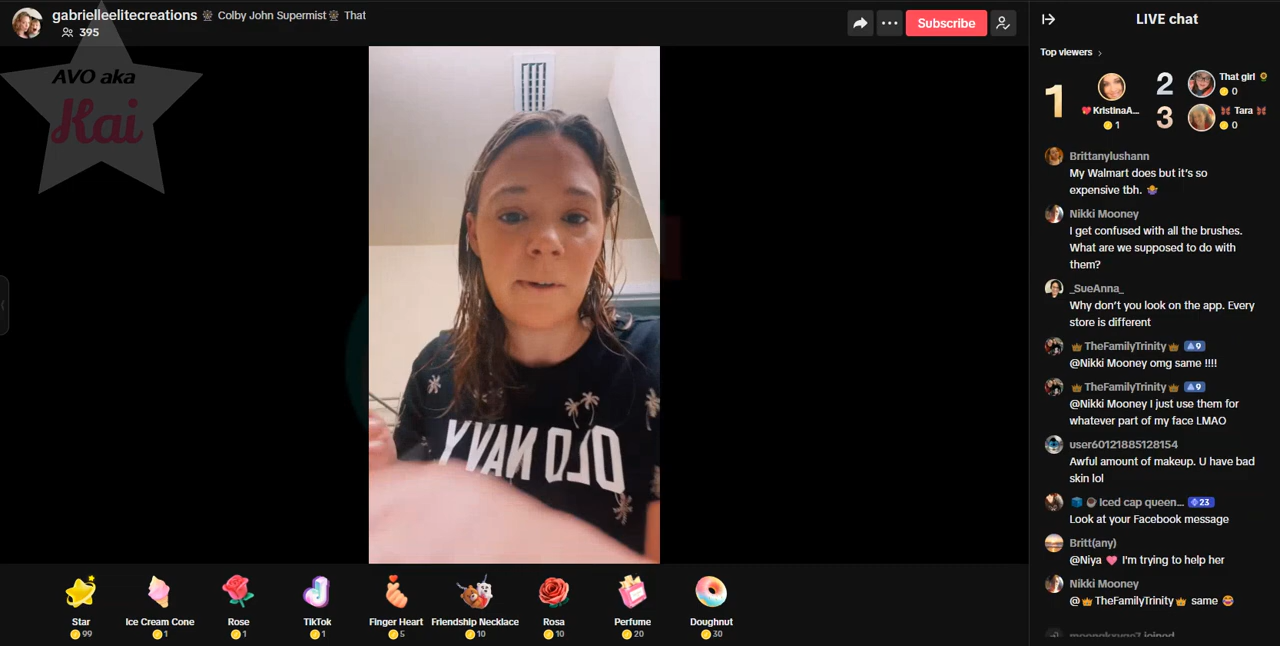 gabrielleelitecreations Colby John Supermist That
395
Subscribe
AVO aka
Kai
OLD NAVY
Star
99
Ice Cream Cone
1
Rose
1
TikTok
1
Finger Heart
5
Friendship Necklace
10
Rosa
10
Perfume
20
Doughnut
30
LIVE chat
Top viewers >
1
KristinaA...
1
2
That girl
0
3
Tara
0
Brittanylushann
My Walmart does but it's so
expensive tbh.
Nikki Mooney
I get confused with all the brushes.
What are we supposed to do with
them?
_SueAnna_
Why don't you look on the app. Every
store is different
TheFamilyTrinity 9
@Nikki Mooney omg same !!!!
TheFamilyTrinity 9
@Nikki Mooney I just use them for
whatever part of my face LMAO
user60121885128154
Awful amount of makeup. U have bad
skin lol
Iced cap queen... 23
Look at your Facebook message
Britt(any)
@Niya I'm trying to help her
Nikki Mooney
@TheFamilyTrinity same
joined